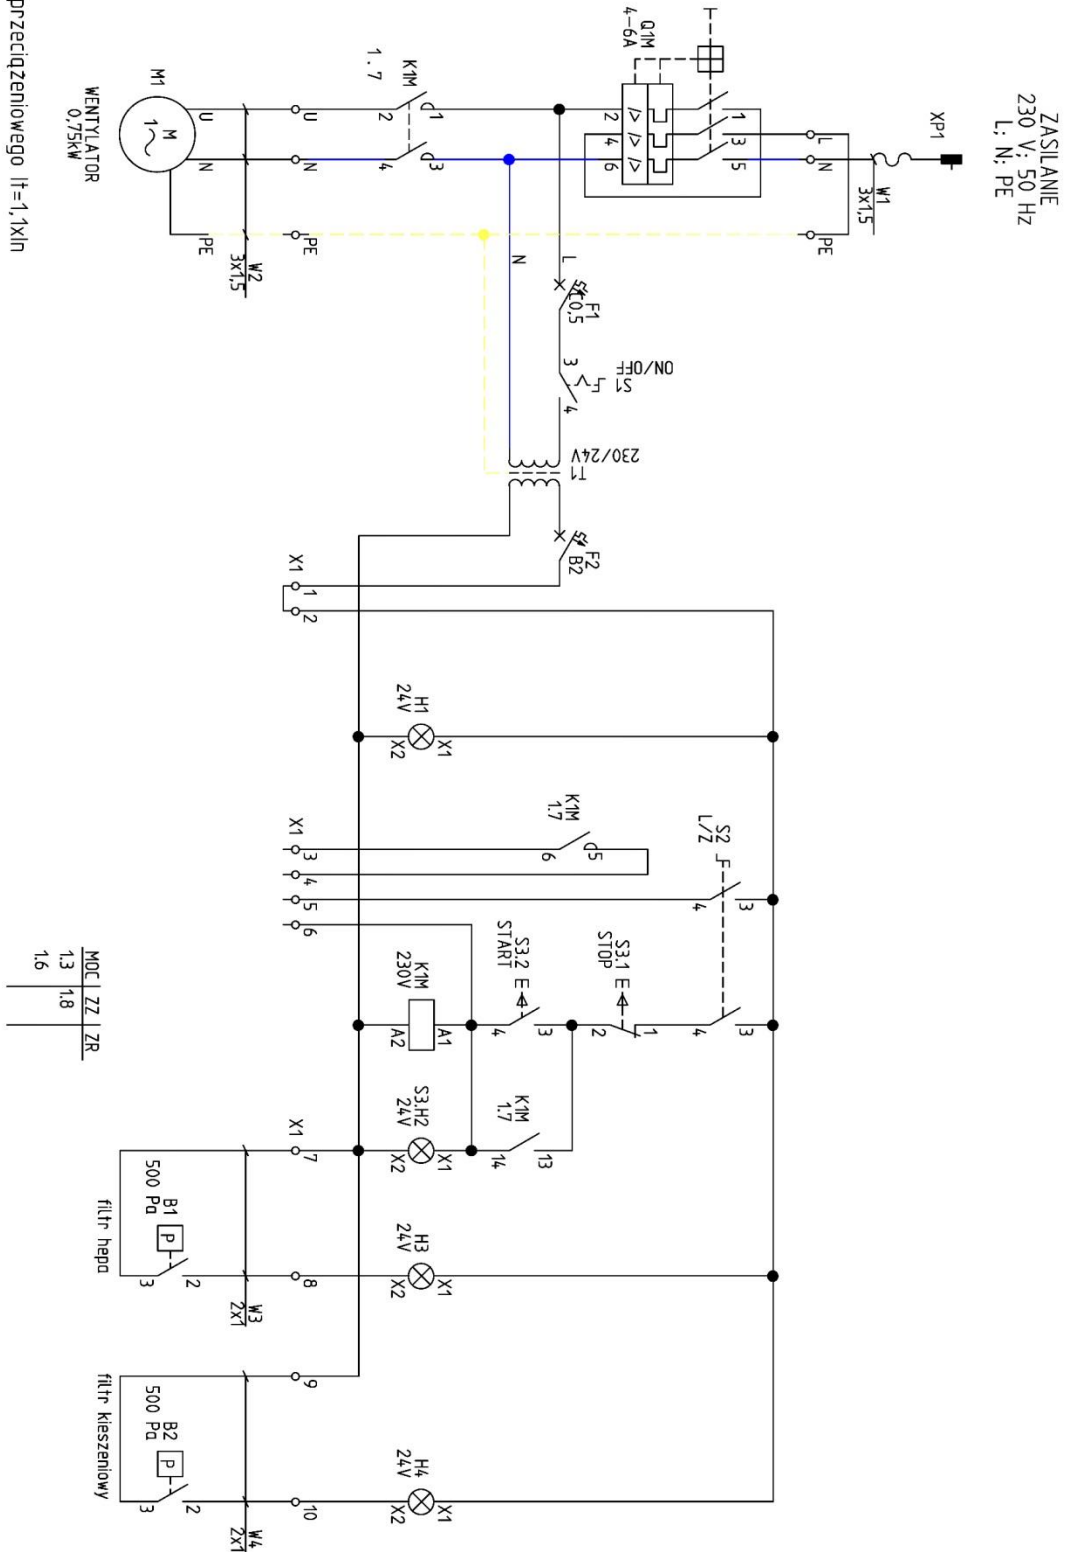 ZASILANIE
230 V; 50 Hz
L; N; PE
XP1
W1
3x1,5
L
N
PE
Q1M
4-6A
1
3
5
2
4
6
K1M
1.7
1
2
3
4
U
N
PE
W2
3x1,5
U
N
PE
M1
M
1~
WENTYLATOR
0,75kW
przeciążeniowego It=1,1xIn
L
N
F1
C0,5
S1
ON/OFF
3
4
T1
230/24V
F2
B2
X1
1
2
H1
24V
X1
X2
K1M
1.7
5
6
X1
3
4
5
6
S2
L/Z
3
4
3
4
S3.1
STOP
1
2
S3.2
START
3
4
K1M
230V
A1
A2
K1M
1.7
13
14
S3.H2
24V
X1
X2
H3
24V
X1
X2
H4
24V
X1
X2
X1
7
8
9
10
W3
2x1
B1
500 Pa
P
2
3
filtr hepa
W4
2x1
B2
500 Pa
P
2
3
filtr kieszeniowy
MOC ZZ ZR
1.3 1.8
1.6